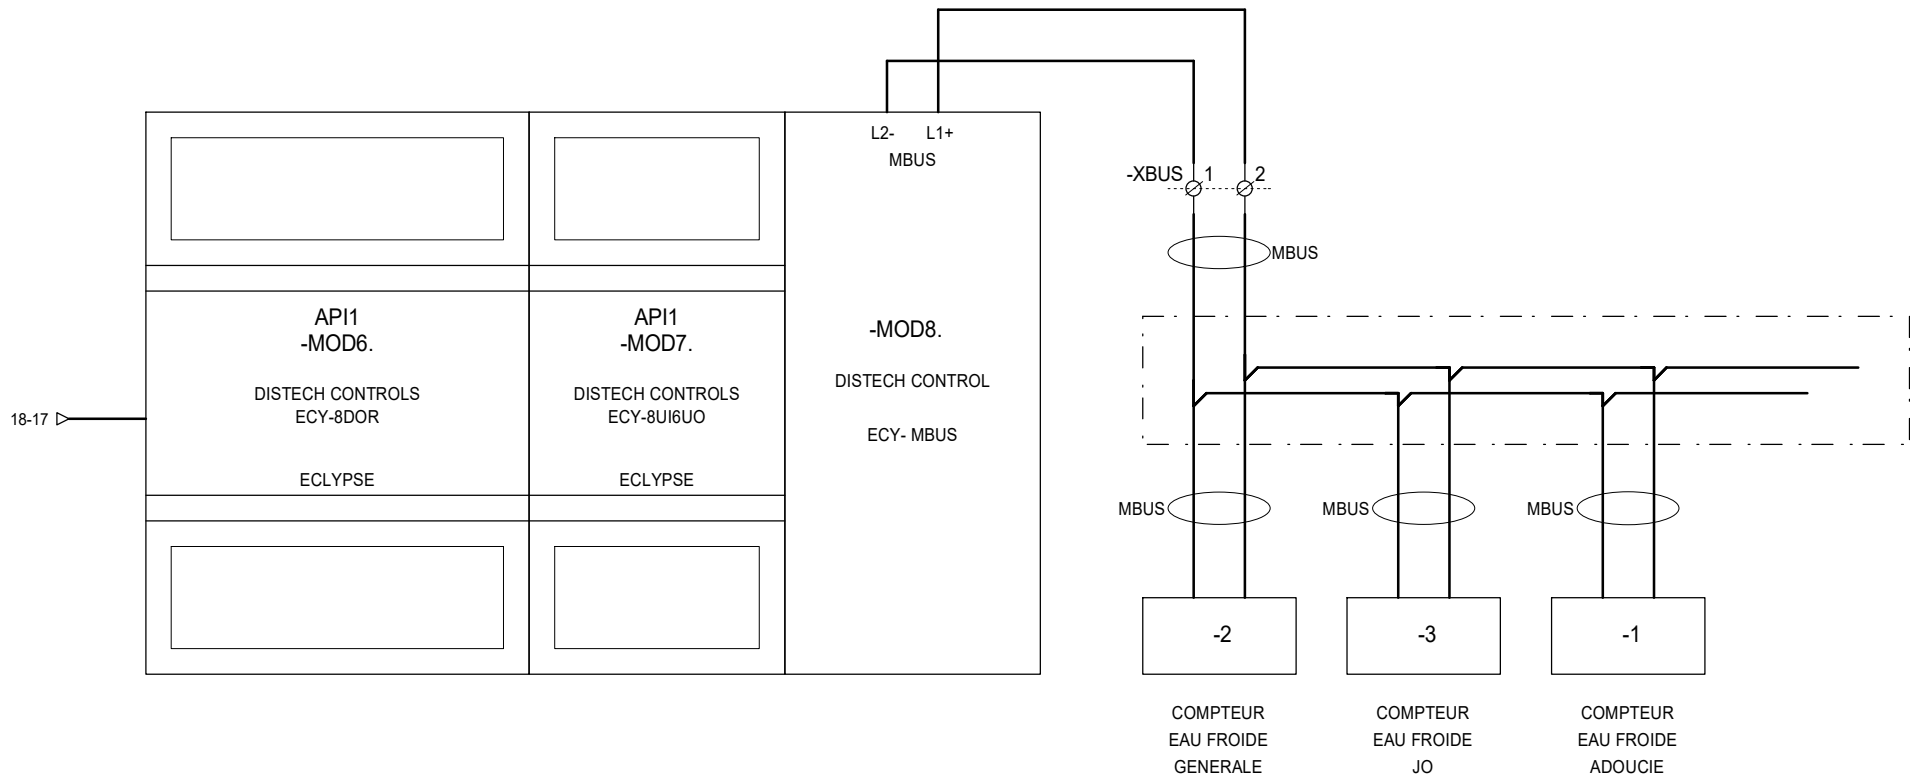 L2- L1+
MBUS
-XBUS 1 2
MBUS
API1
-MOD6.
DISTECH CONTROLS
ECY-8DOR
ECLYPSE
API1
-MOD7.
DISTECH CONTROLS
ECY-8UI6UO
ECLYPSE
-MOD8.
DISTECH CONTROL
ECY- MBUS
18-17
MBUS
MBUS
MBUS
-2
-3
-1
COMPTEUR
EAU FROIDE
GENERALE
COMPTEUR
EAU FROIDE
JO
COMPTEUR
EAU FROIDE
ADOUCIE